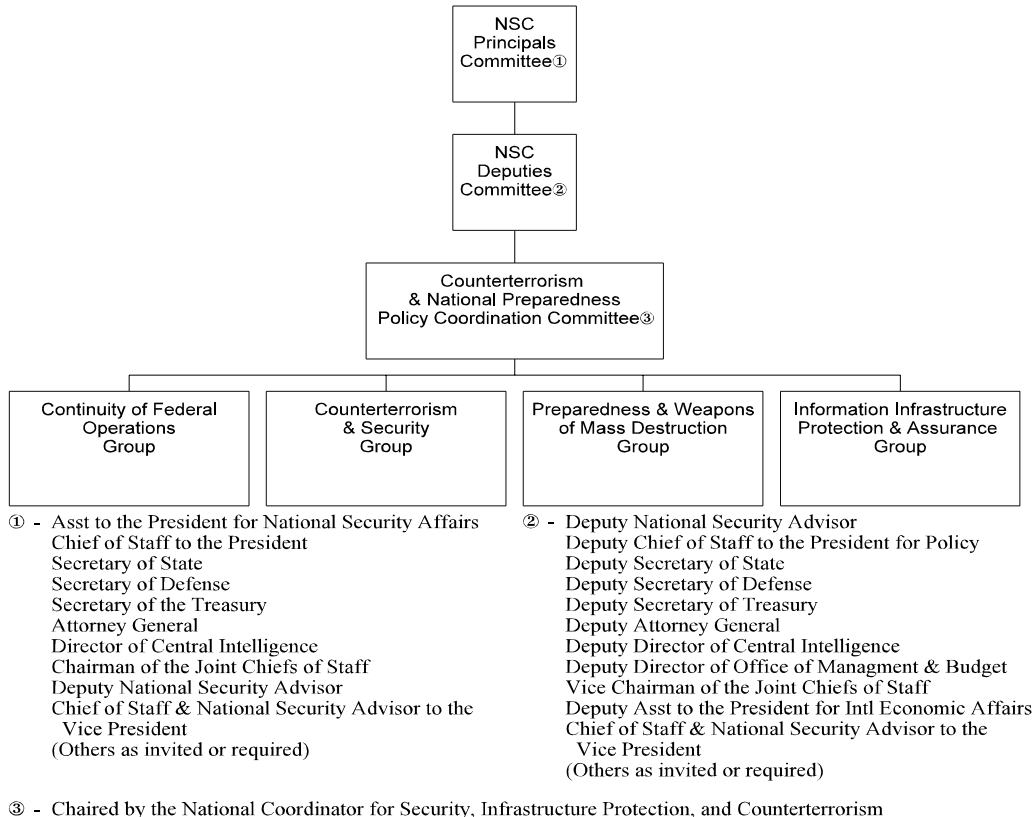 NSC
Principals
Committee①
NSC
Deputies
Committee②
Counterterrorism
& National Preparedness
Policy Coordination Committee③
Continuity of Federal
Operations
Group
Counterterrorism
& Security
Group
Preparedness & Weapons
of Mass Destruction
Group
Information Infrastructure
Protection & Assurance
Group
① - Asst to the President for National Security Affairs
Chief of Staff to the President
Secretary of State
Secretary of Defense
Secretary of the Treasury
Attorney General
Director of Central Intelligence
Chairman of the Joint Chiefs of Staff
Deputy National Security Advisor
Chief of Staff & National Security Advisor to the
Vice President
(Others as invited or required)
② - Deputy National Security Advisor
Deputy Chief of Staff to the President for Policy
Deputy Secretary of State
Deputy Secretary of Defense
Deputy Secretary of Treasury
Deputy Attorney General
Deputy Director of Central Intelligence
Deputy Director of Office of Managment & Budget
Vice Chairman of the Joint Chiefs of Staff
Deputy Asst to the President for Intl Economic Affairs
Chief of Staff & National Security Advisor to the
Vice President
(Others as invited or required)
③ - Chaired by the National Coordinator for Security, Infrastructure Protection, and Counterterrorism